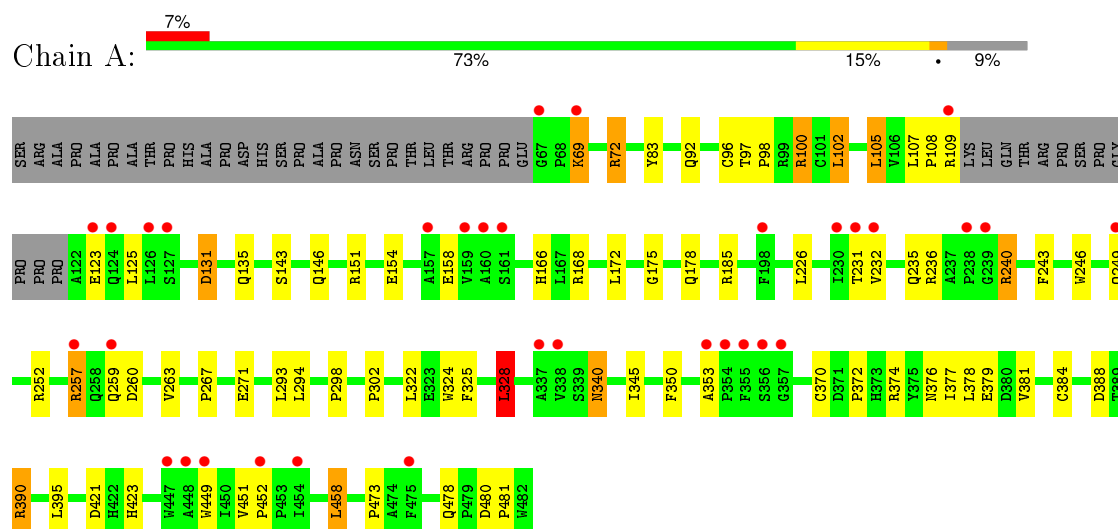 7%
Chain A:
73% 15% • 9%
SER ARG ALA PRO ALA PRO ALA THR PRO HIS ALA PRO ASP HIS SER PRO ALA PRO ASN SER PRO THR LEU THR ARG PRO PRO GLU G67 P68 K69 R72 Y83 Q92 C96 T97 P98 R99 R100 C101 L102 L105 V106 L107 P108 R109 LYS LEU GLN THR ARG PRO SER PRO GLY
PRO PRO PRO A122 E123 Q124 L125 L126 S127 D131 Q135 S143 Q146 R151 E154 A157 E158 V159 A160 S161 H166 L167 R168 L172 G175 Q178 R185 F198 L226 I230 T231 V232 Q235 R236 A237 P238 G239 R240 F243 W246 Q249
R252 R257 Q258 Q259 D260 V263 P267 E271 L293 L294 P298 P302 L322 E323 W324 F325 L328 A337 V338 S339 N340 I345 F350 A353 P354 F355 S356 G357 C370 D371 P372 H373 R374 Y375 N376 I377 L378 E379 D380 V381 C384 D388 T389
R390 L395 D421 H422 H423 W447 A448 W449 I450 V451 P452 P453 I454 L458 P473 A474 F475 Q478 P479 D480 P481 W482